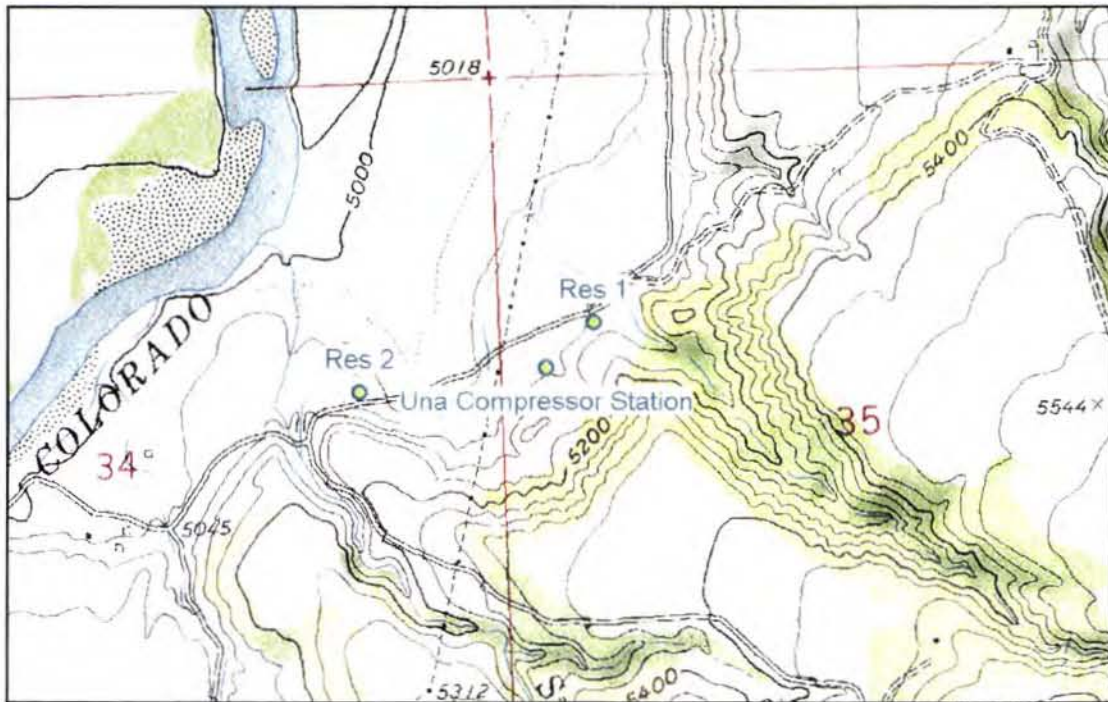 5018
5000
5400
Res 1
COLORADO
Res 2
Una Compressor Station
5544
35
5200
34
5045
5312
5400
S